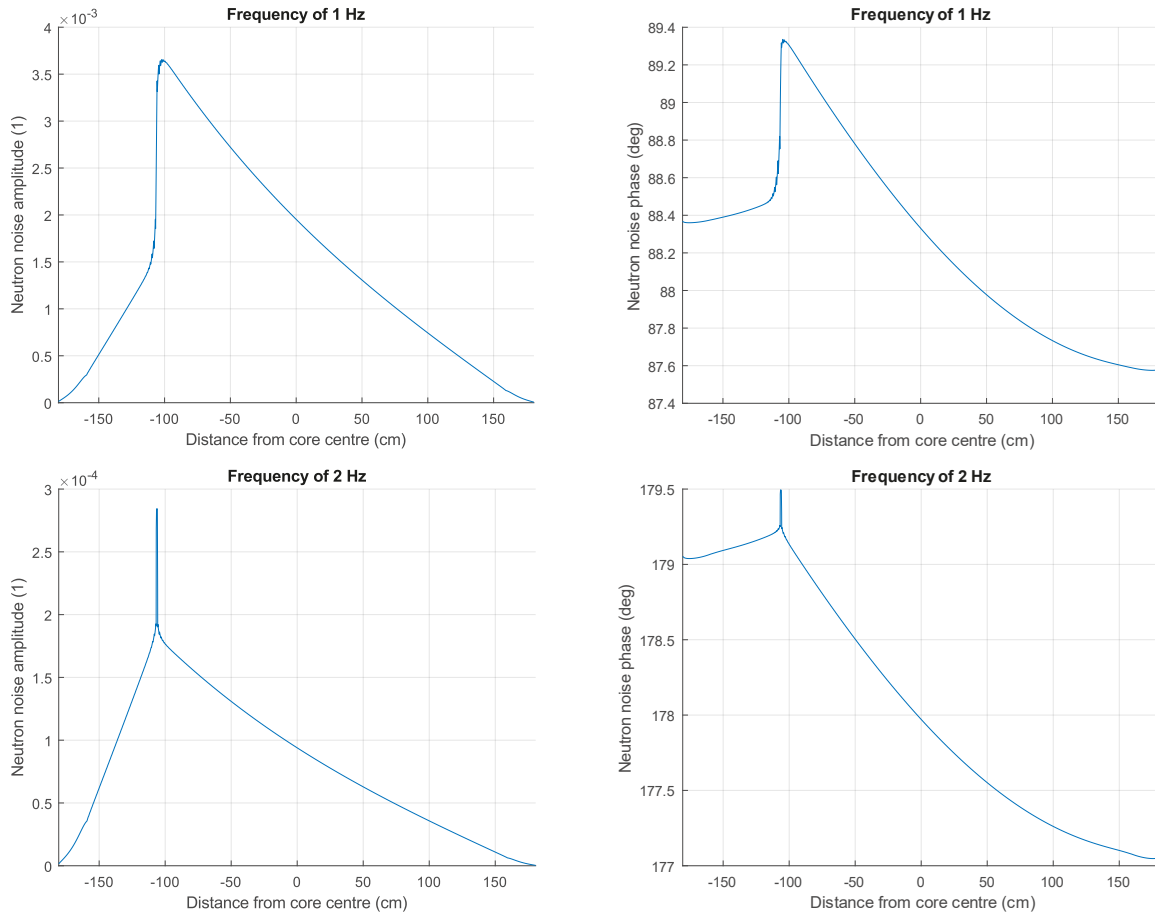 Frequency of 1 Hz
×10⁻³
Neutron noise amplitude (1)
4
3.5
3
2.5
2
1.5
1
0.5
0
-150 -100 -50 0 50 100 150
Distance from core centre (cm)
Frequency of 1 Hz
Neutron noise phase (deg)
89.4
89.2
89
88.8
88.6
88.4
88.2
88
87.8
87.6
87.4
-150 -100 -50 0 50 100 150
Distance from core centre (cm)
Frequency of 2 Hz
×10⁻⁴
Neutron noise amplitude (1)
3
2.5
2
1.5
1
0.5
0
-150 -100 -50 0 50 100 150
Distance from core centre (cm)
Frequency of 2 Hz
Neutron noise phase (deg)
179.5
179
178.5
178
177.5
177
-150 -100 -50 0 50 100 150
Distance from core centre (cm)